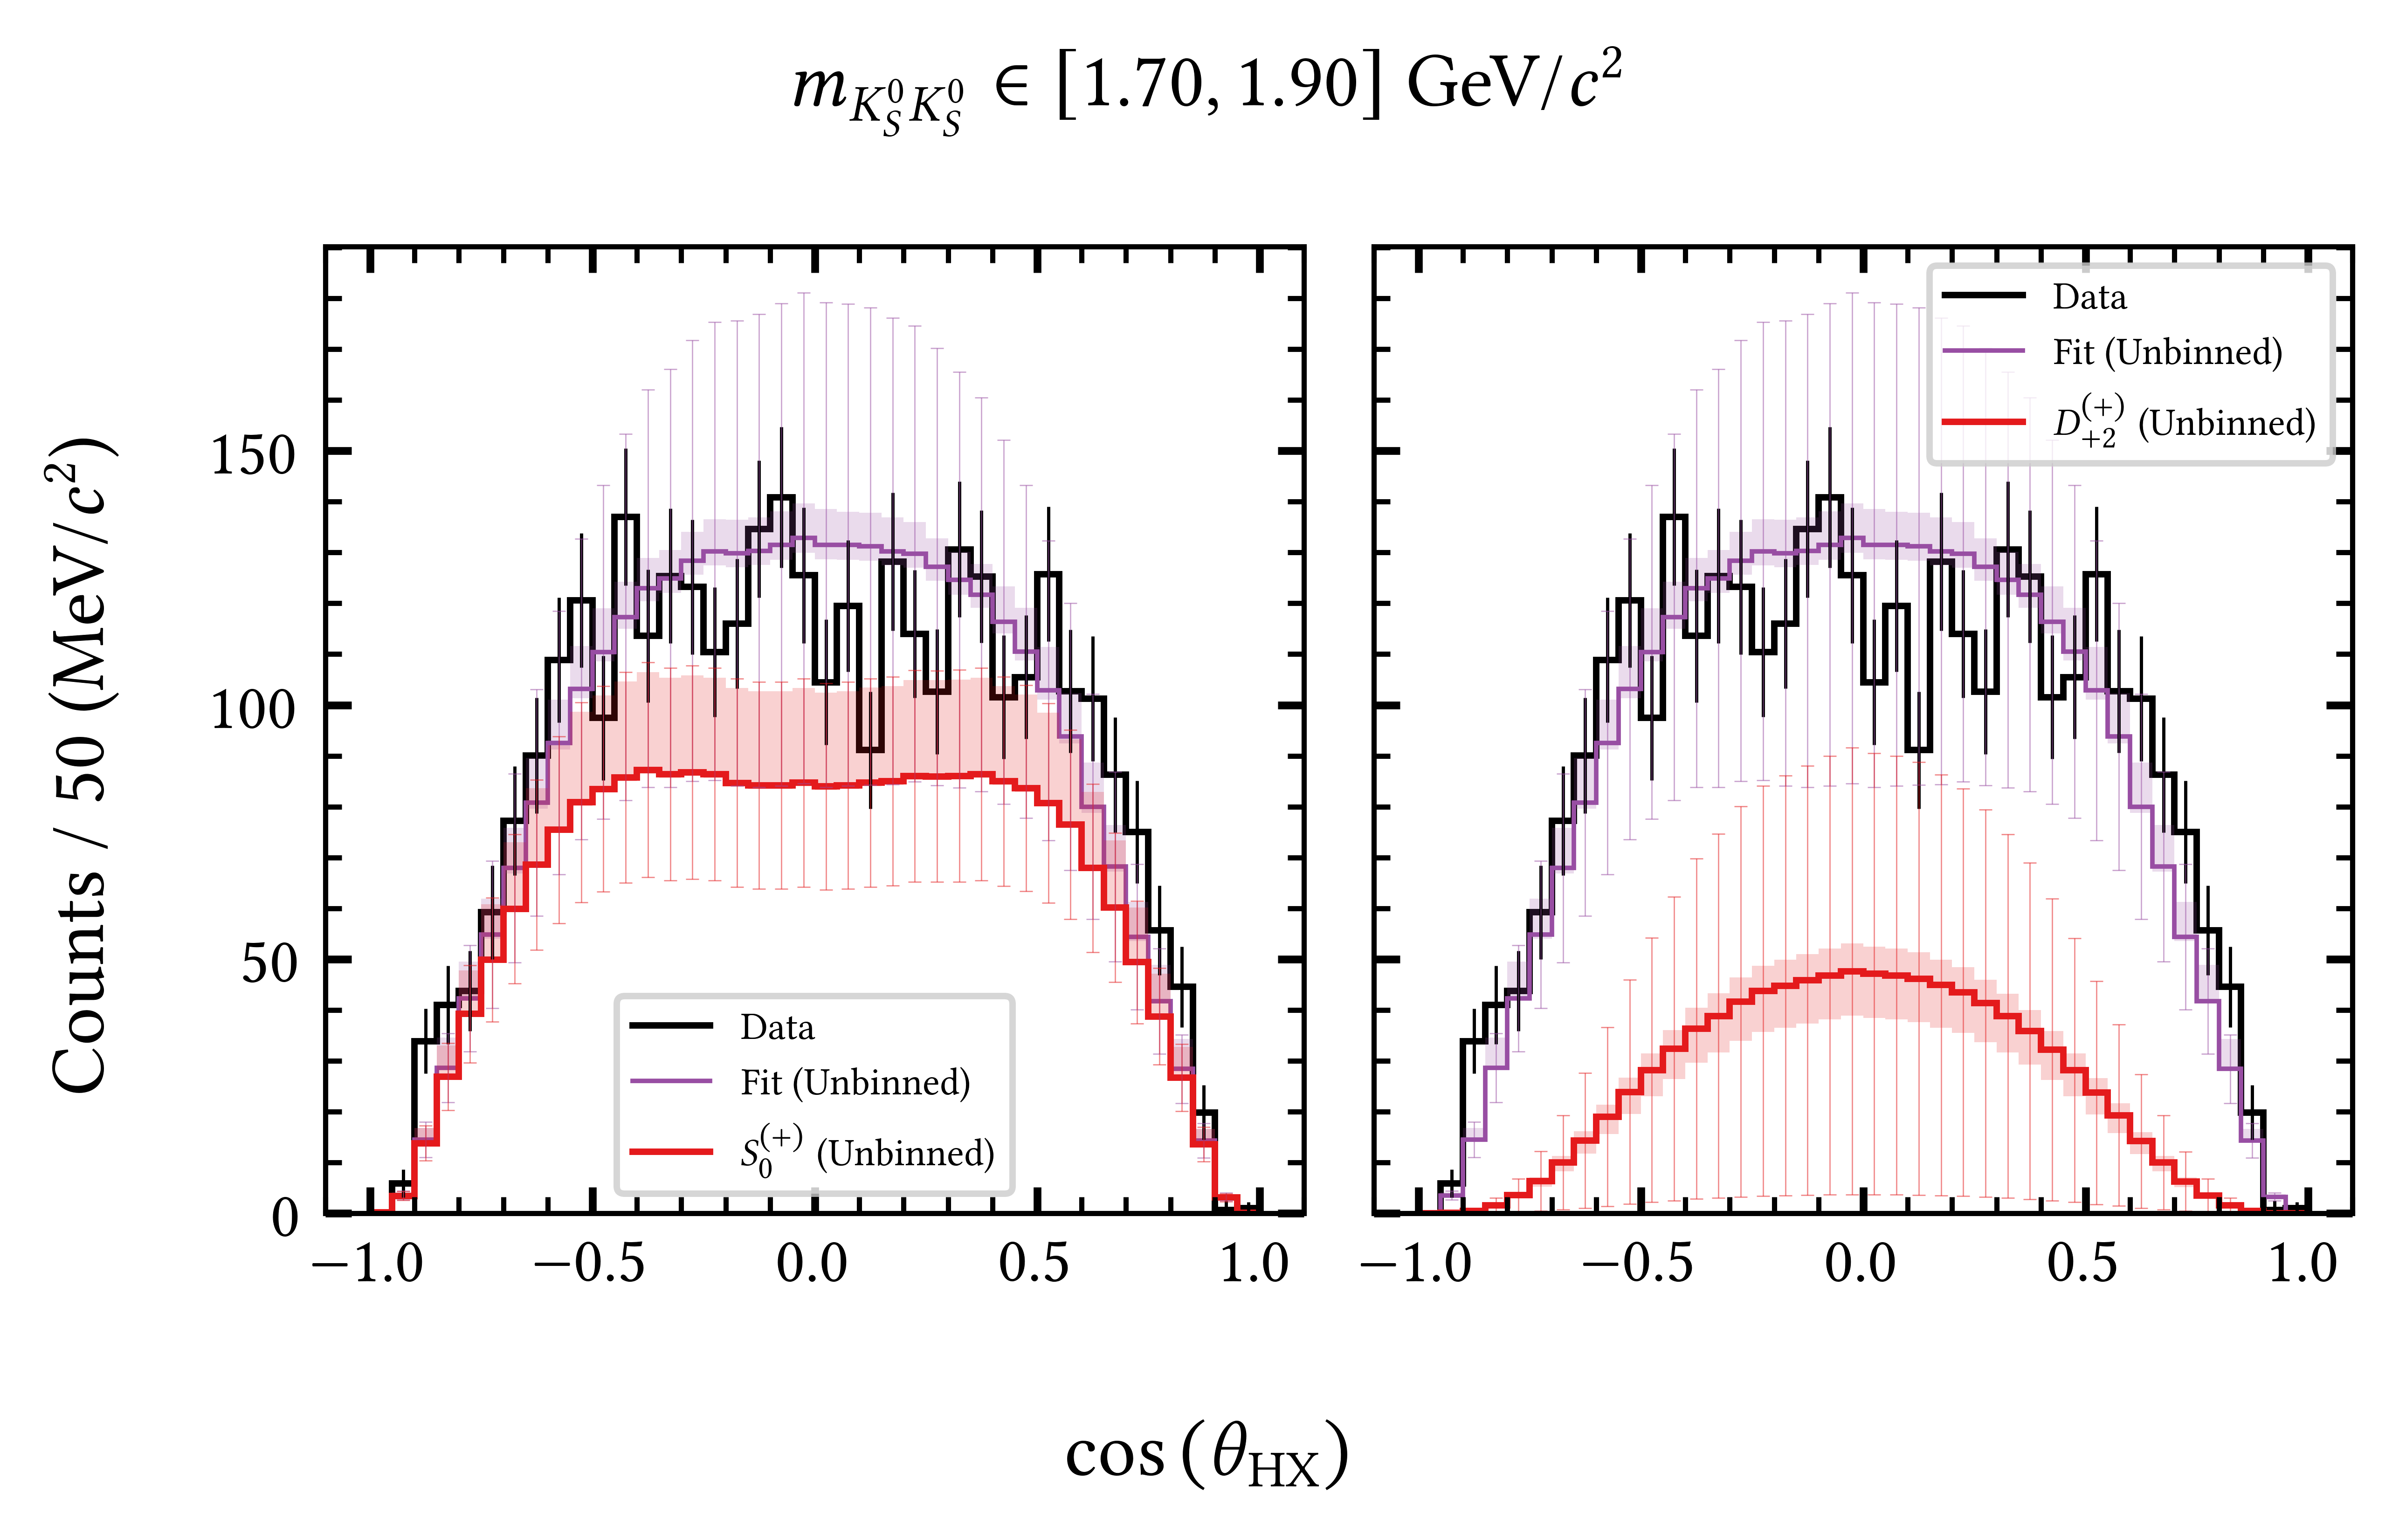 m_{K_S^0 K_S^0} ∈ [1.70, 1.90] GeV/c²
Counts / 50 (MeV/c²)
150
100
50
0
Data
Fit (Unbinned)
S_0^{(+)} (Unbinned)
−1.0 −0.5 0.0 0.5 1.0
Data
Fit (Unbinned)
D_{+2}^{(+)} (Unbinned)
−1.0 −0.5 0.0 0.5 1.0
cos (θ_{HX})